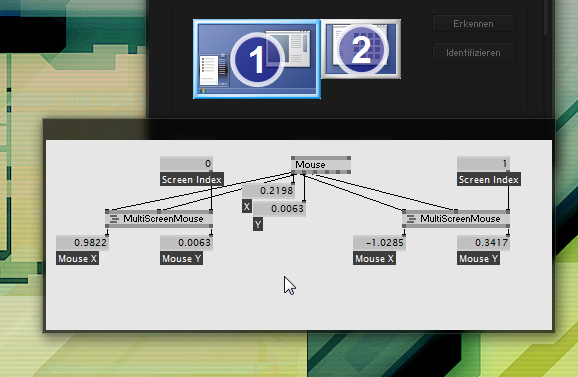 Erkennen
1
2
Identifizieren
0
Mouse
1
Screen Index
0.2198
Screen Index
X
0.0063
Y
MultiScreenMouse
MultiScreenMouse
0.9822
0.0063
-1.0285
0.3417
Mouse X
Mouse Y
Mouse X
Mouse Y